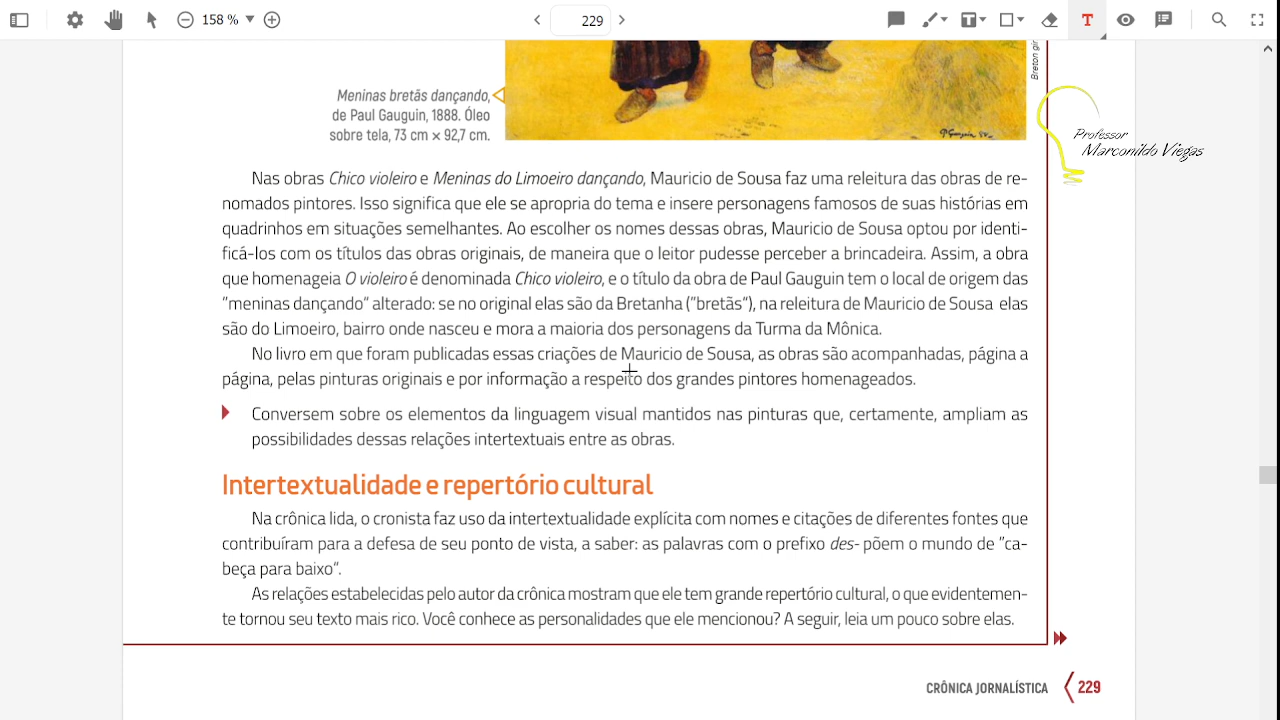 158 %
229
Breton gir
Meninas bretãs dançando,
de Paul Gauguin, 1888. Óleo
sobre tela, 73 cm × 92,7 cm.
P Gauguin 88
Professor
Marconildo Viegas
Nas obras Chico violeiro e Meninas do Limoeiro dançando, Mauricio de Sousa faz uma releitura das obras de re-
nomados pintores. Isso significa que ele se apropria do tema e insere personagens famosos de suas histórias em
quadrinhos em situações semelhantes. Ao escolher os nomes dessas obras, Mauricio de Sousa optou por identi-
ficá-los com os títulos das obras originais, de maneira que o leitor pudesse perceber a brincadeira. Assim, a obra
que homenageia O violeiro é denominada Chico violeiro, e o título da obra de Paul Gauguin tem o local de origem das
"meninas dançando" alterado: se no original elas são da Bretanha ("bretãs"), na releitura de Mauricio de Sousa elas
são do Limoeiro, bairro onde nasceu e mora a maioria dos personagens da Turma da Mônica.
No livro em que foram publicadas essas criações de Mauricio de Sousa, as obras são acompanhadas, página a
página, pelas pinturas originais e por informação a respeito dos grandes pintores homenageados.
Conversem sobre os elementos da linguagem visual mantidos nas pinturas que, certamente, ampliam as
possibilidades dessas relações intertextuais entre as obras.
Intertextualidade e repertório cultural
Na crônica lida, o cronista faz uso da intertextualidade explícita com nomes e citações de diferentes fontes que
contribuíram para a defesa de seu ponto de vista, a saber: as palavras com o prefixo des- põem o mundo de "ca-
beça para baixo".
As relações estabelecidas pelo autor da crônica mostram que ele tem grande repertório cultural, o que evidentemen-
te tornou seu texto mais rico. Você conhece as personalidades que ele mencionou? A seguir, leia um pouco sobre elas.
CRÔNICA JORNALÍSTICA 229